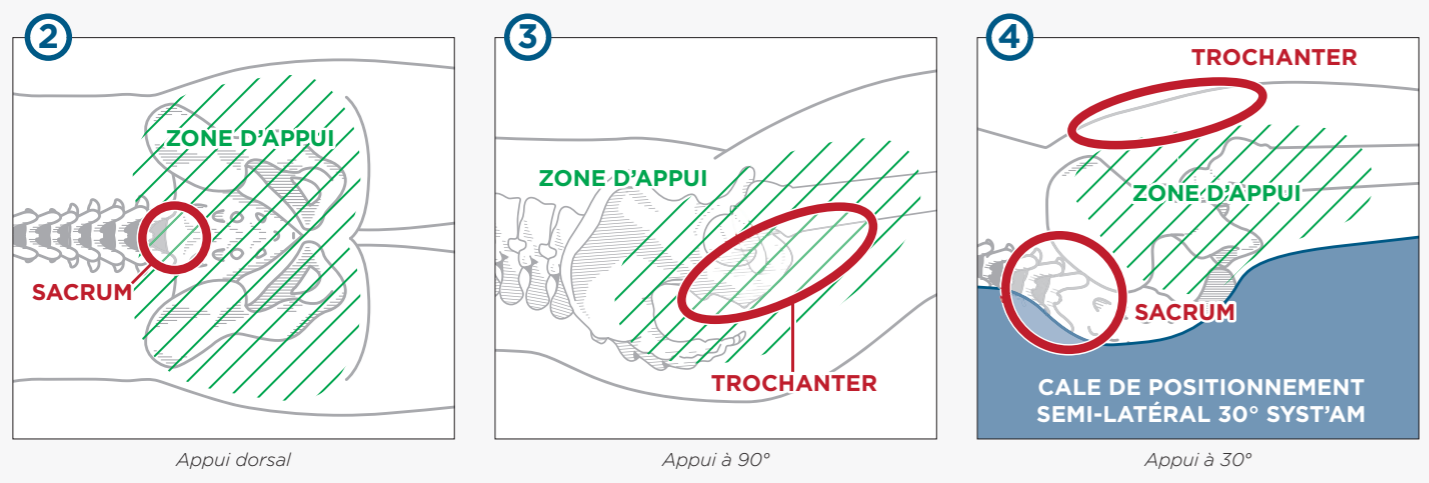 2
ZONE D'APPUI
SACRUM
Appui dorsal
3
ZONE D'APPUI
TROCHANTER
Appui à 90°
4
TROCHANTER
ZONE D'APPUI
SACRUM
CALE DE POSITIONNEMENT
SEMI-LATÉRAL 30° SYST'AM
Appui à 30°